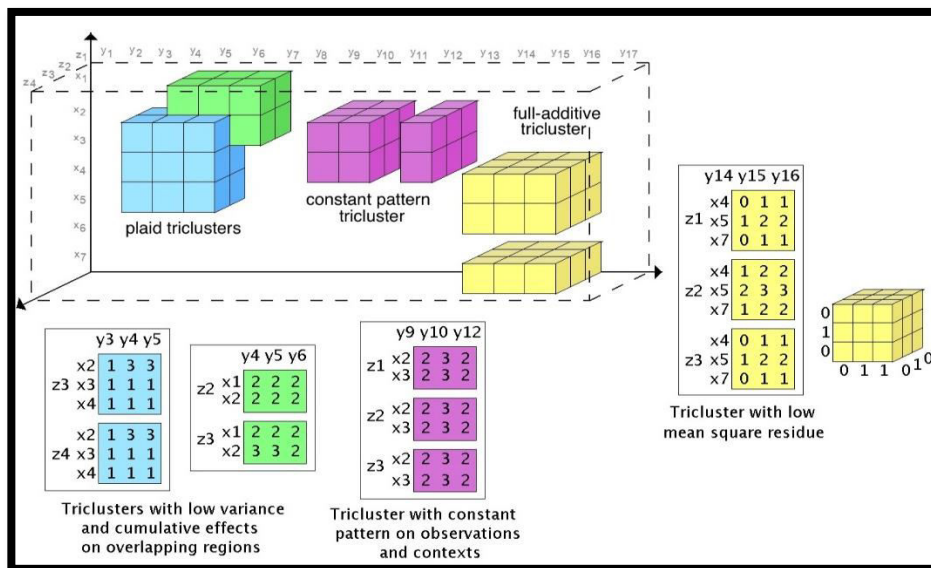 z1 y1 y2 y3 y4 y5 y6 y7 y8 y9 y10 y11 y12 y13 y14 y15 y16 y17
z2
z3
z4
x1
x2
x3
x4
x5
x6
x7
full-additive
tricluster
constant pattern
tricluster
plaid triclusters
y14 y15 y16
x4 0 1 1
z1 x5 1 2 2
x7 0 1 1
x4 1 2 2
z2 x5 2 3 3
x7 1 2 2
x4 0 1 1
z3 x5 1 2 2
x7 0 1 1
0
1
0
0 1 1 0 1 0
Tricluster with low
mean square residue
y3 y4 y5
x2 1 3 3
z3 x3 1 1 1
x4 1 1 1
x2 1 3 3
z4 x3 1 1 1
x4 1 1 1
y4 y5 y6
z2 x1 2 2 2
x2 2 2 2
z3 x1 2 2 2
x2 3 3 2
Triclusters with low variance
and cumulative effects
on overlapping regions
y9 y10 y12
z1 x2 2 3 2
x3 2 3 2
z2 x2 2 3 2
x3 2 3 2
z3 x2 2 3 2
x3 2 3 2
Tricluster with constant
pattern on observations
and contexts